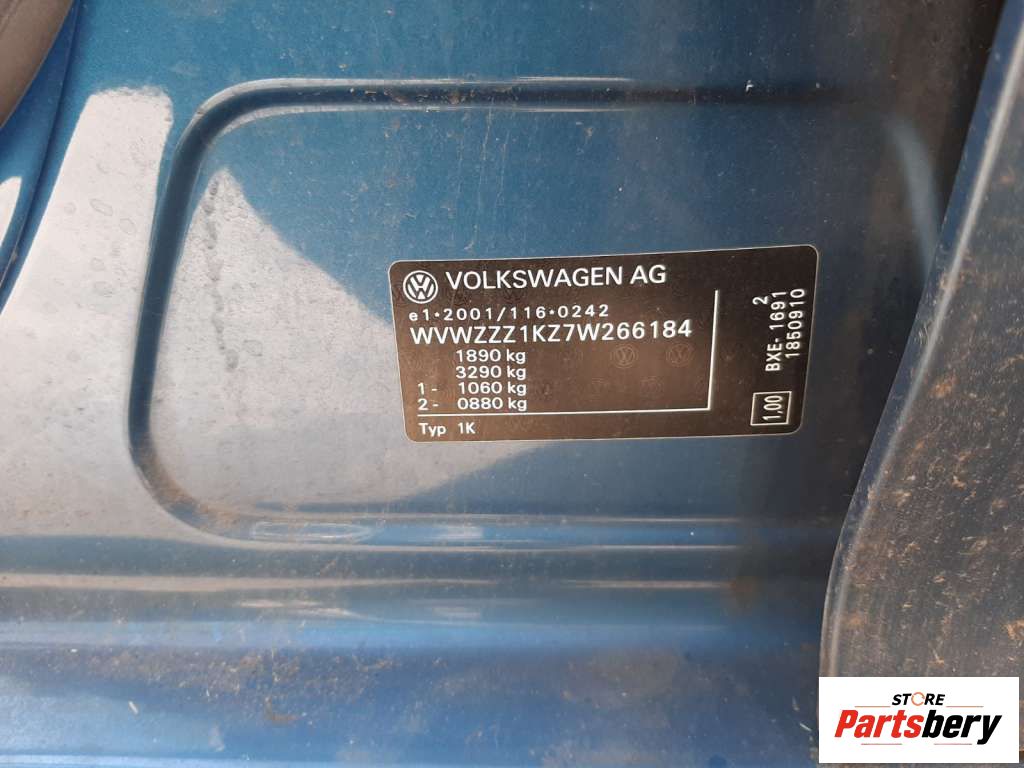 VOLKSWAGEN AG
e1*2001/116*0242
WVWZZZ1KZ7W266184
1890 kg
3290 kg
1 - 1060 kg
2 - 0880 kg
Typ 1K
2
BXE-1691
1850910
1,00
STORE
Partsbery